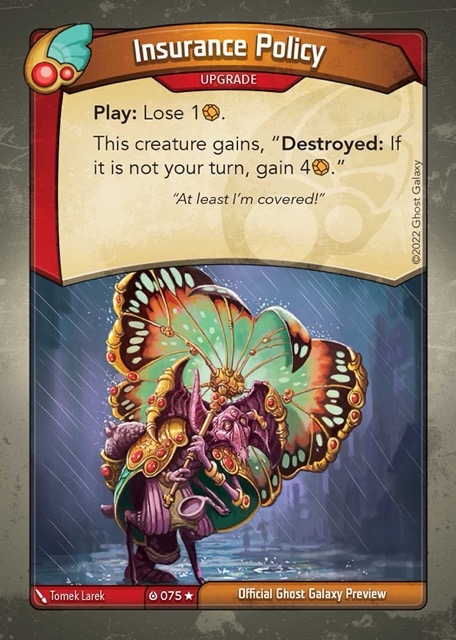 Insurance Policy
UPGRADE
Play: Lose 1.
This creature gains, “Destroyed: If
it is not your turn, gain 4.”
“At least I’m covered!”
©2022 Ghost Galaxy
Tomek Larek
075★
Official Ghost Galaxy Preview